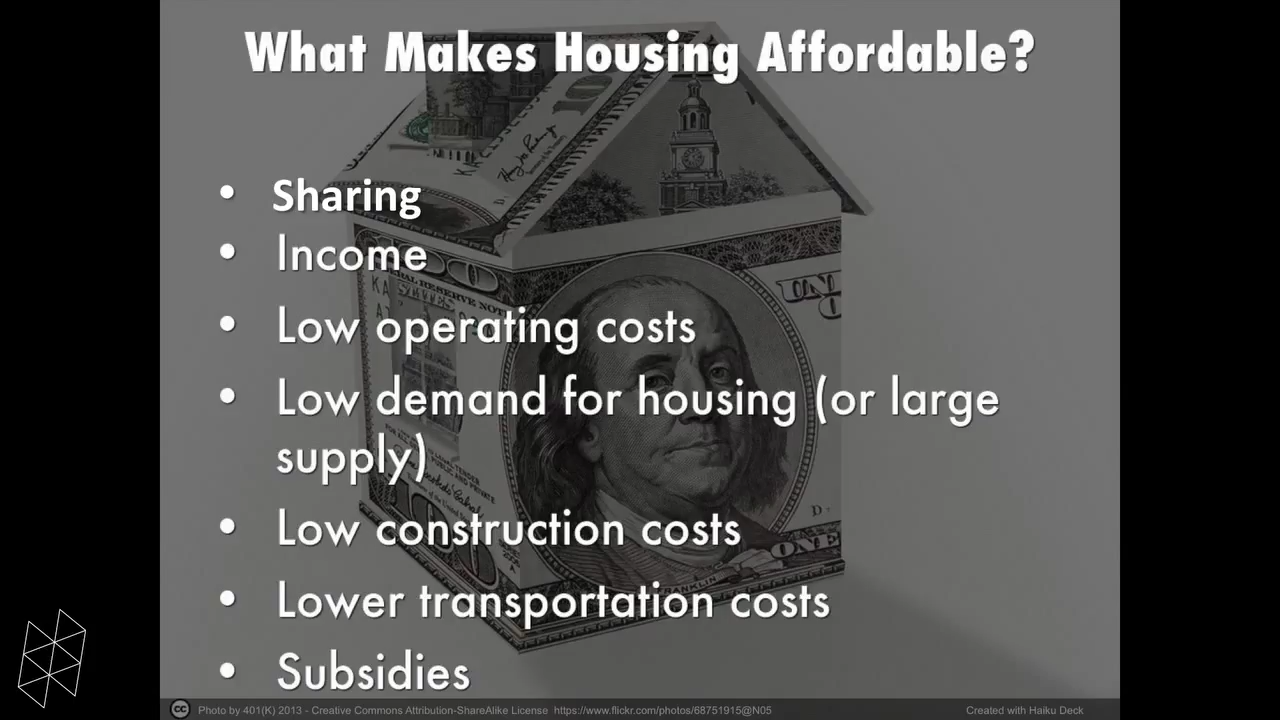 What Makes Housing Affordable?
• Sharing
• Income
• Low operating costs
• Low demand for housing (or large
supply)
• Low construction costs
• Lower transportation costs
• Subsidies
Photo by 401(K) 2013 - Creative Commons Attribution-ShareAlike License https://www.flickr.com/photos/68751915@N05
Created with Haiku Deck